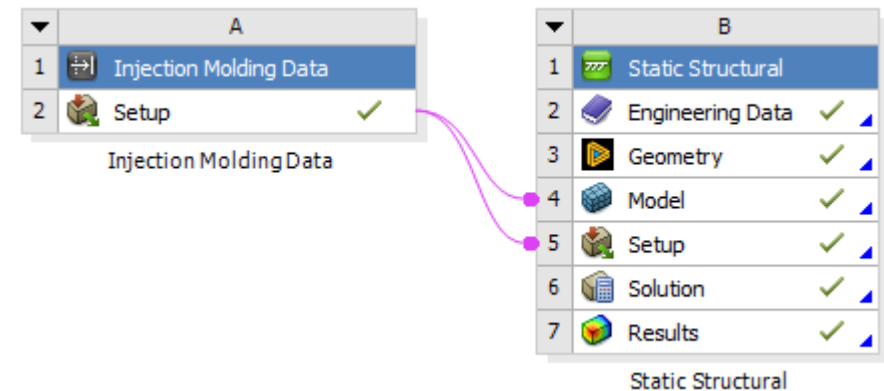 A
1 Injection Molding Data
2 Setup
Injection Molding Data
B
1 Static Structural
2 Engineering Data
3 Geometry
4 Model
5 Setup
6 Solution
7 Results
Static Structural